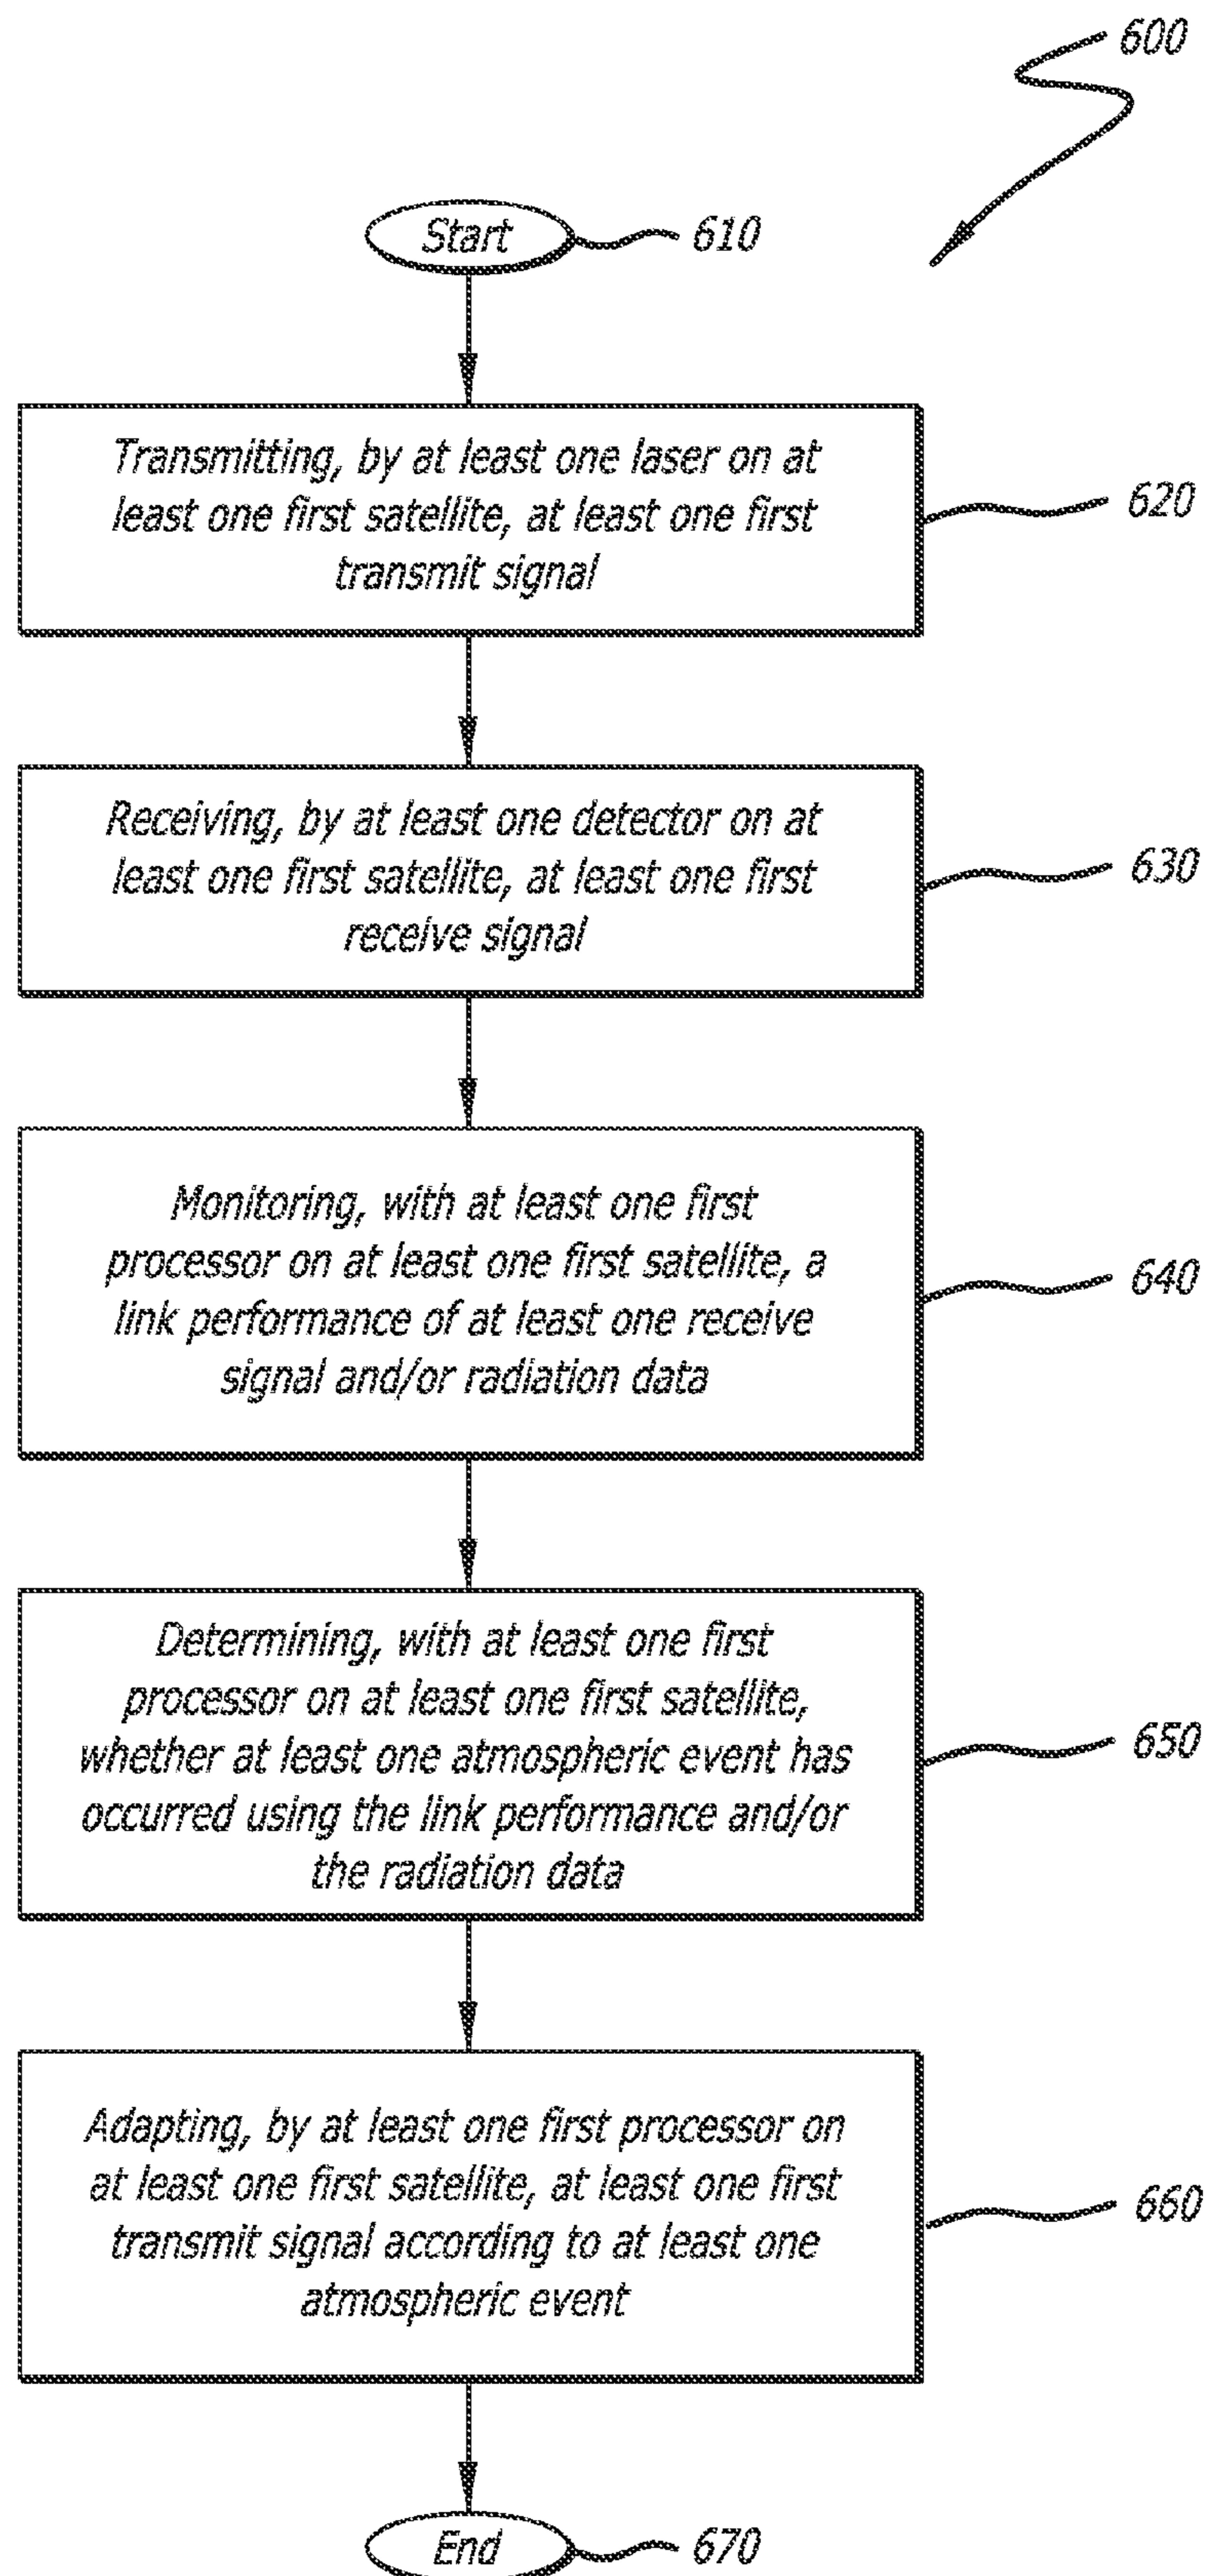 600
Start
610
Transmitting, by at least one laser on at
least one first satellite, at least one first
transmit signal
620
Receiving, by at least one detector on at
least one first satellite, at least one first
receive signal
630
Monitoring, with at least one first
processor on at least one first satellite, a
link performance of at least one receive
signal and/or radiation data
640
Determining, with at least one first
processor on at least one first satellite,
whether at least one atmospheric event has
occurred using the link performance and/or
the radiation data
650
Adapting, by at least one first processor on
at least one first satellite, at least one first
transmit signal according to at least one
atmospheric event
660
End
670